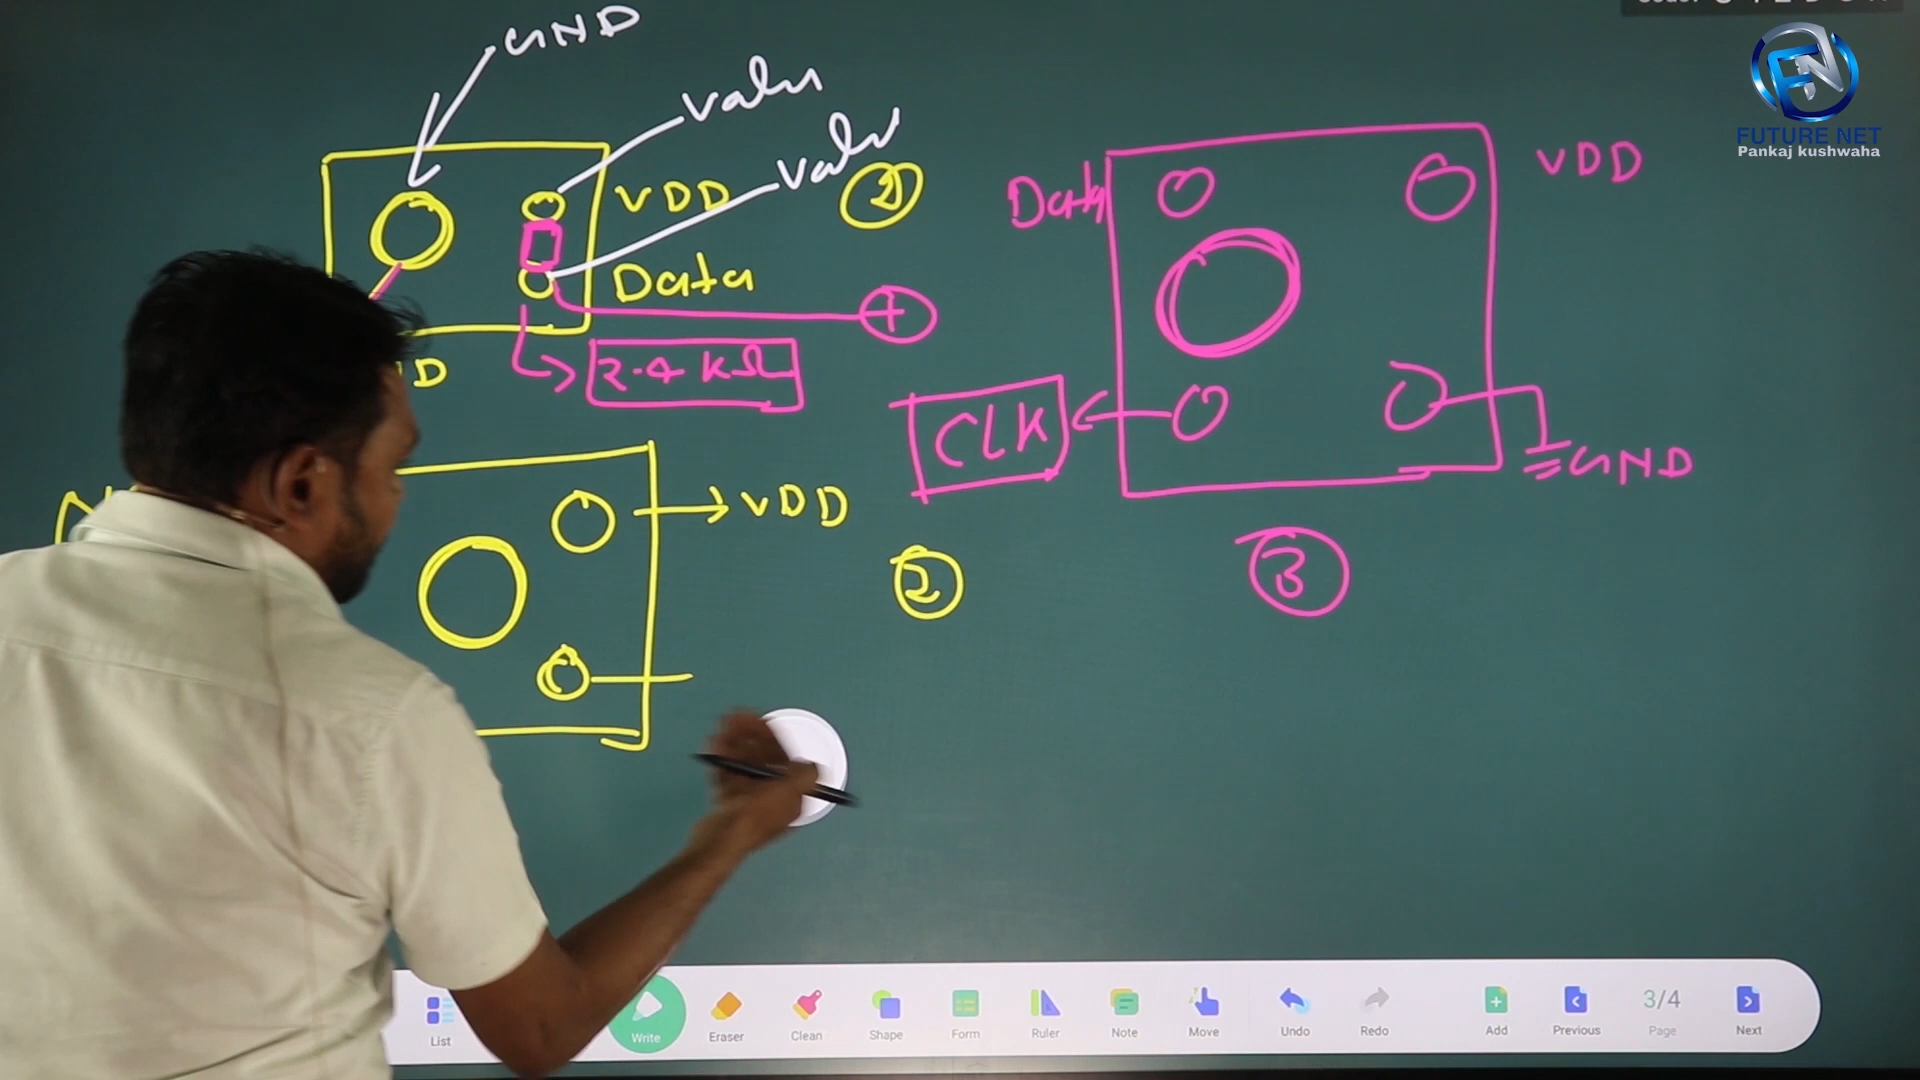 GND
Valu
Valu
VDD
Data
2.4 KΩ
D
VDD
2
Data
VDD
CLK
GND
3
FUTURE NET
Pankaj kushwaha
List
Write
Eraser
Clean
Shape
Form
Ruler
Note
Move
Undo
Redo
Add
Previous
3/4
Page
Next